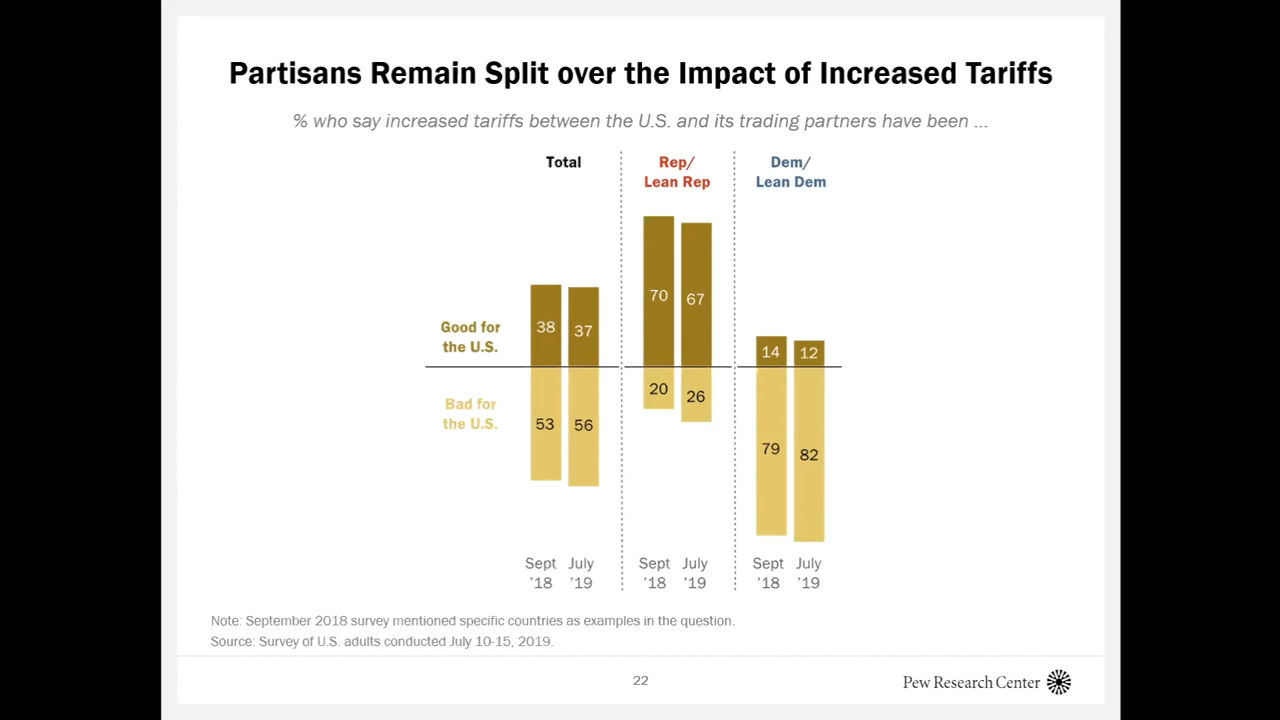 Partisans Remain Split over the Impact of Increased Tariffs
% who say increased tariffs between the U.S. and its trading partners have been ...
Total
Rep/
Lean Rep
Dem/
Lean Dem
Good for
the U.S.
Bad for
the U.S.
38 37 70 67 14 12
53 56 20 26 79 82
Sept July Sept July Sept July
’18 ’19 ’18 ’19 ’18 ’19
Note: September 2018 survey mentioned specific countries as examples in the question.
Source: Survey of U.S. adults conducted July 10-15, 2019.
22
Pew Research Center